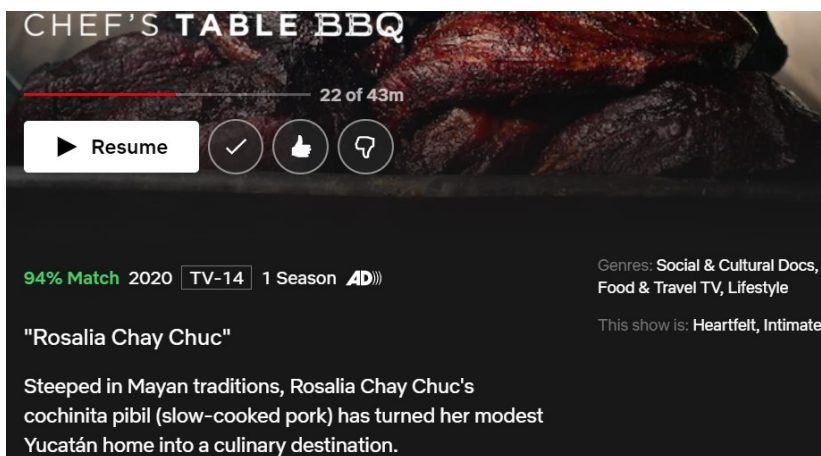 CHEF'S TABLE BBQ
22 of 43m
Resume
94% Match 2020 TV-14 1 Season AD
Genres: Social & Cultural Docs,
Food & Travel TV, Lifestyle
This show is: Heartfelt, Intimate
"Rosalia Chay Chuc"
Steeped in Mayan traditions, Rosalia Chay Chuc's
cochinita pibil (slow-cooked pork) has turned her modest
Yucatán home into a culinary destination.